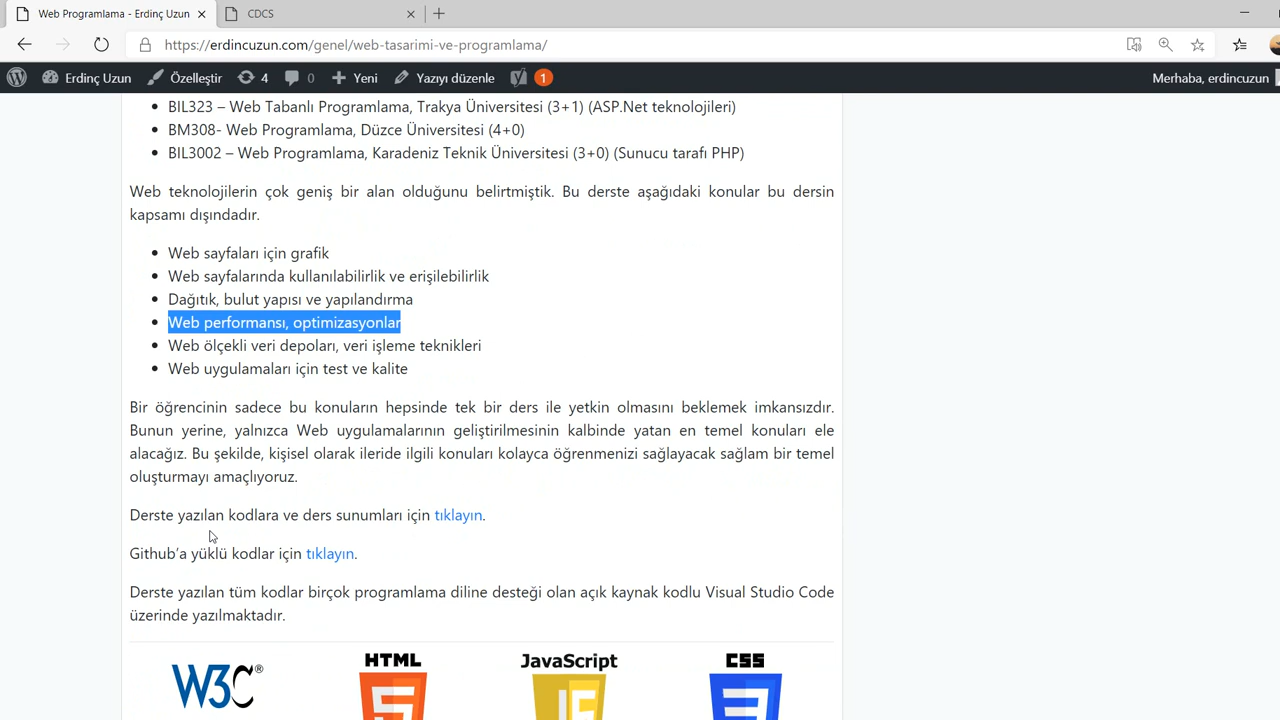 Web Programlama - Erdinç Uzun
CDCS
https://erdincuzun.com/genel/web-tasarimi-ve-programlama/
Erdinç Uzun Özelleştir 4 0 Yeni Yazıyı düzenle 1 Merhaba, erdincuzun
• BIL323 – Web Tabanlı Programlama, Trakya Üniversitesi (3+1) (ASP.Net teknolojileri)
• BM308- Web Programlama, Düzce Üniversitesi (4+0)
• BIL3002 – Web Programlama, Karadeniz Teknik Üniversitesi (3+0) (Sunucu tarafı PHP)
Web teknolojilerin çok geniş bir alan olduğunu belirtmiştik. Bu derste aşağıdaki konular bu dersin
kapsamı dışındadır.
• Web sayfaları için grafik
• Web sayfalarında kullanılabilirlik ve erişilebilirlik
• Dağıtık, bulut yapısı ve yapılandırma
• Web performansı, optimizasyonlar
• Web ölçekli veri depoları, veri işleme teknikleri
• Web uygulamaları için test ve kalite
Bir öğrencinin sadece bu konuların hepsinde tek bir ders ile yetkin olmasını beklemek imkansızdır.
Bunun yerine, yalnızca Web uygulamalarının geliştirilmesinin kalbinde yatan en temel konuları ele
alacağız. Bu şekilde, kişisel olarak ileride ilgili konuları kolayca öğrenmenizi sağlayacak sağlam bir temel
oluşturmayı amaçlıyoruz.
Derste yazılan kodlara ve ders sunumları için tıklayın.
Github’a yüklü kodlar için tıklayın.
Derste yazılan tüm kodlar birçok programlama diline desteği olan açık kaynak kodlu Visual Studio Code
üzerinde yazılmaktadır.
W3C® HTML JavaScript CSS